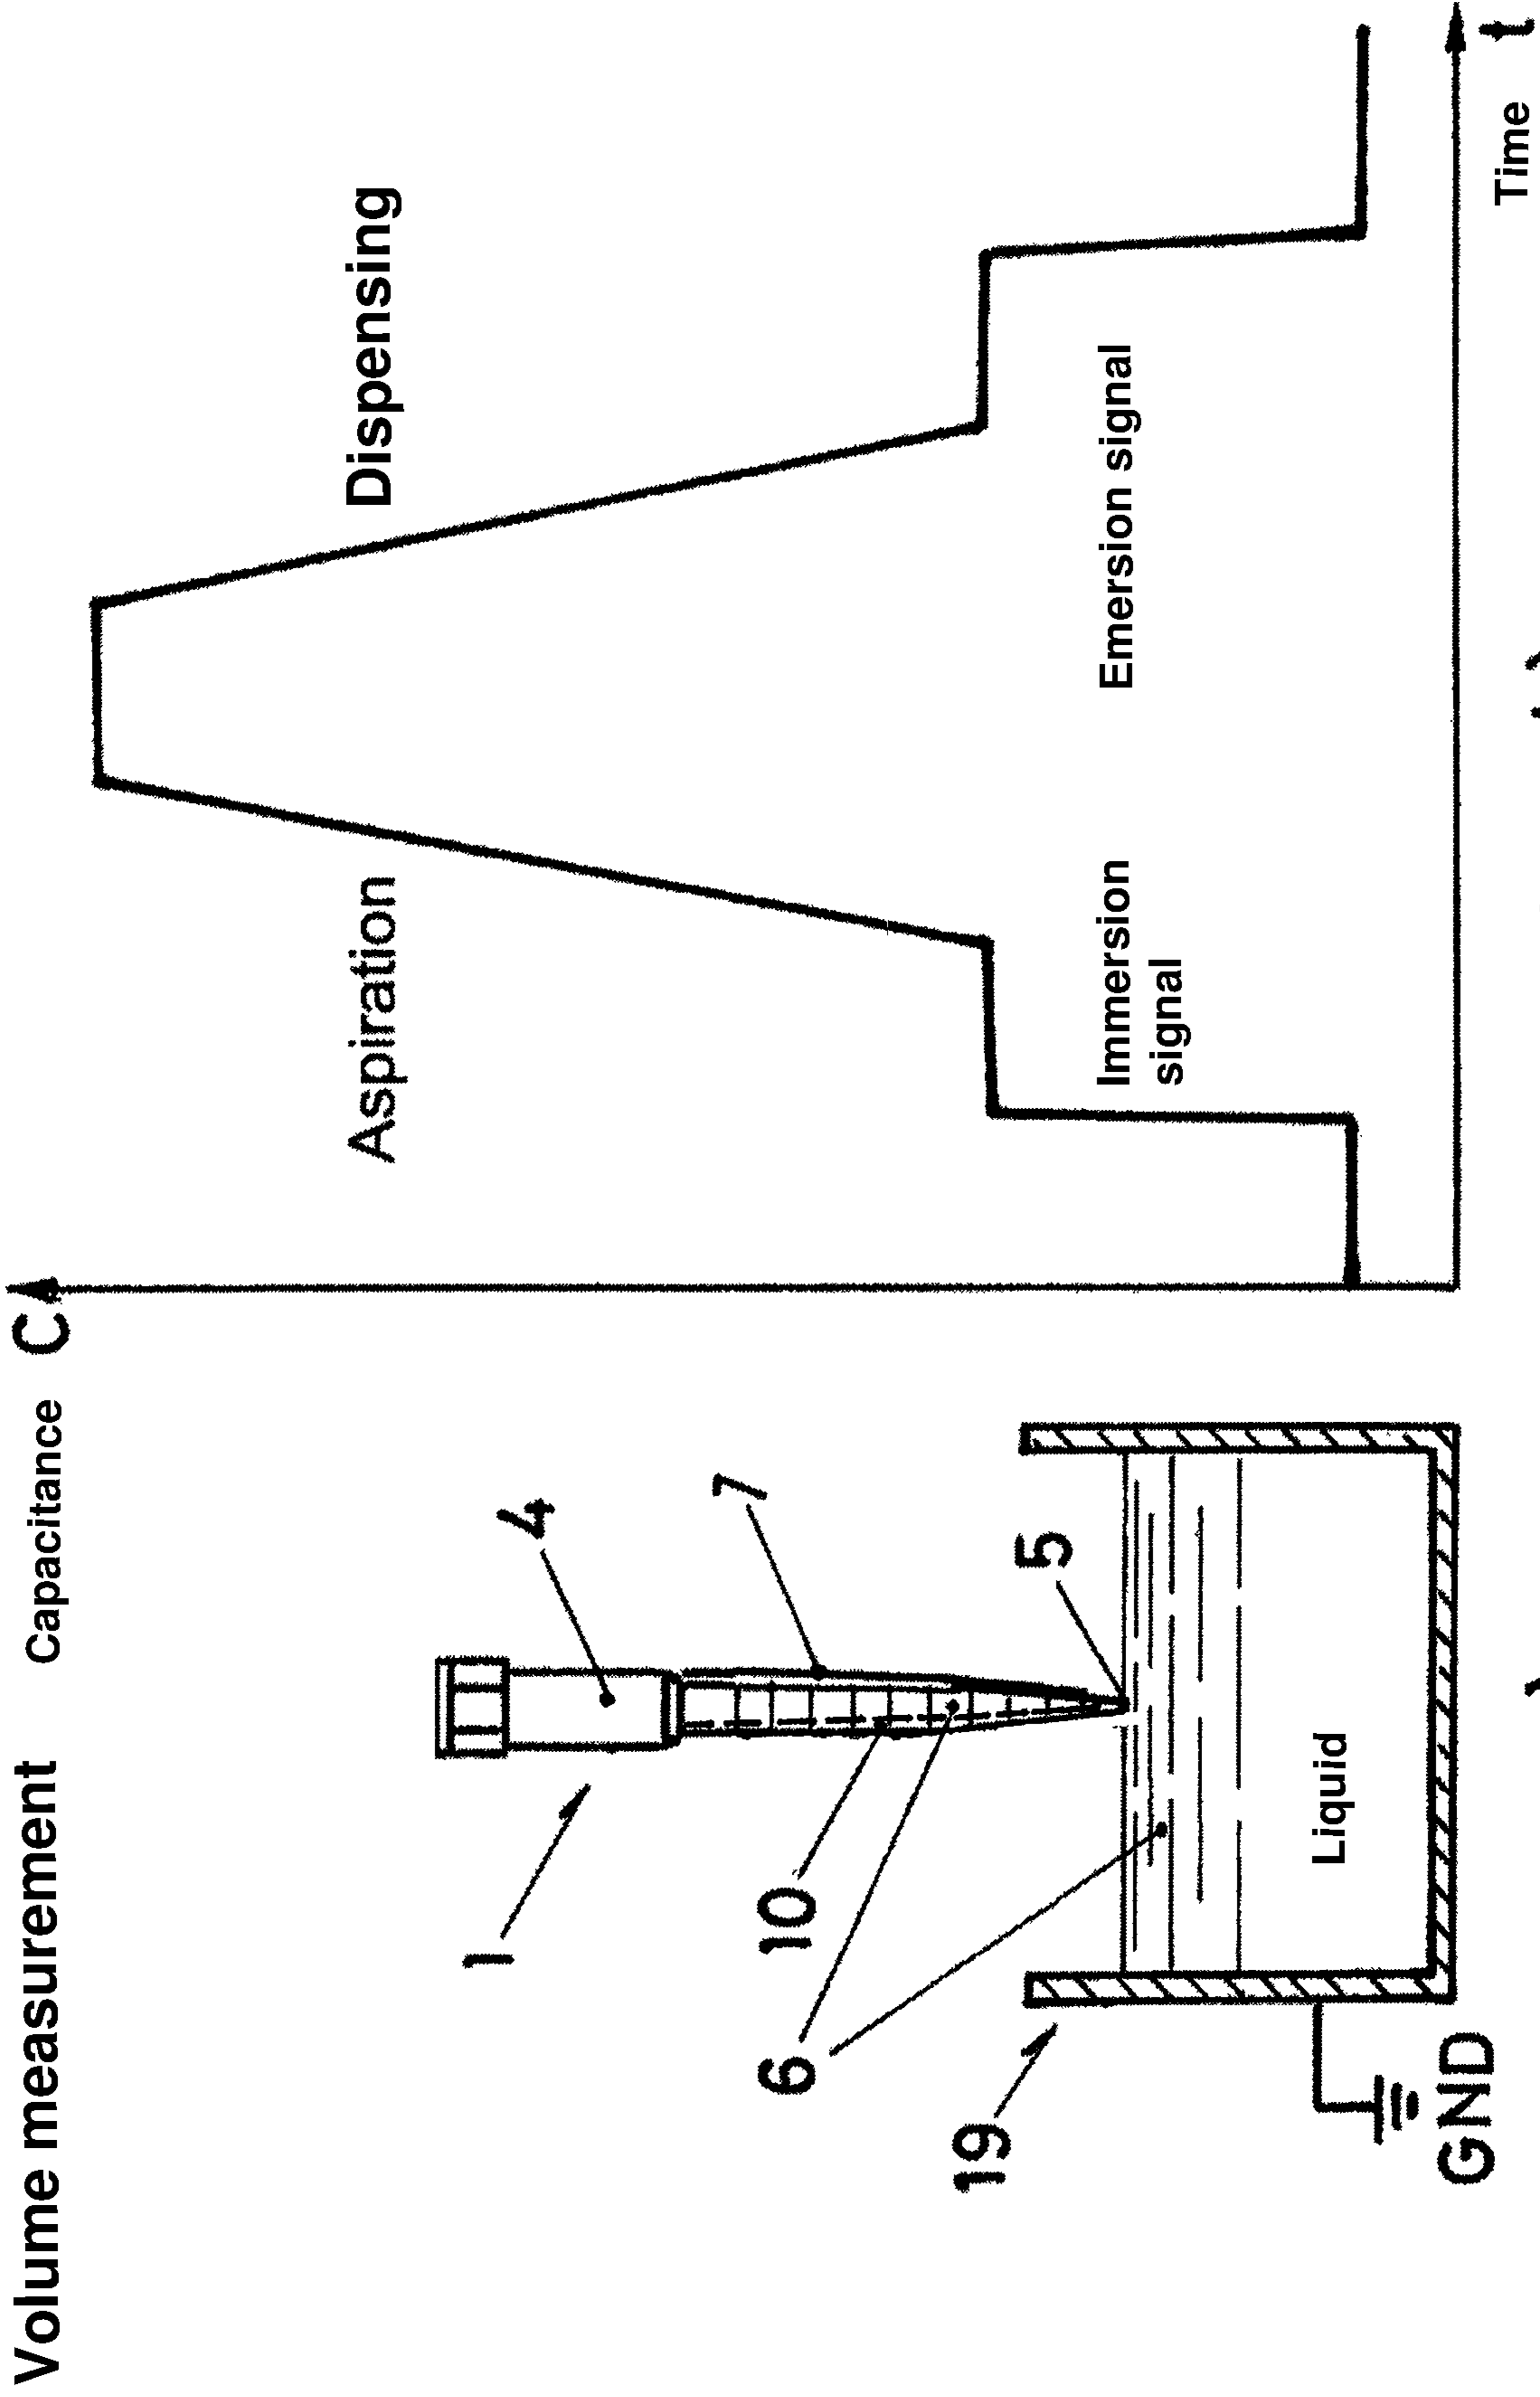 Volume measurement
Capacitance C
Aspiration
Dispensing
1
4
7
10
6
5
19
Liquid
GND
Immersion
signal
Emersion signal
Time t